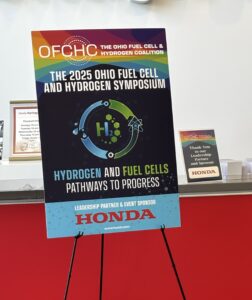 OFCHC
THE OHIO FUEL CELL &
HYDROGEN COALITION
THE 2025 OHIO FUEL CELL
AND HYDROGEN SYMPOSIUM
H₂
HYDROGEN AND FUEL CELLS
PATHWAYS TO PROGRESS
LEADERSHIP PARTNER & EVENT SPONSOR
HONDA
Thank You
to our
Leadership
Partner
and Sponsor
HONDA